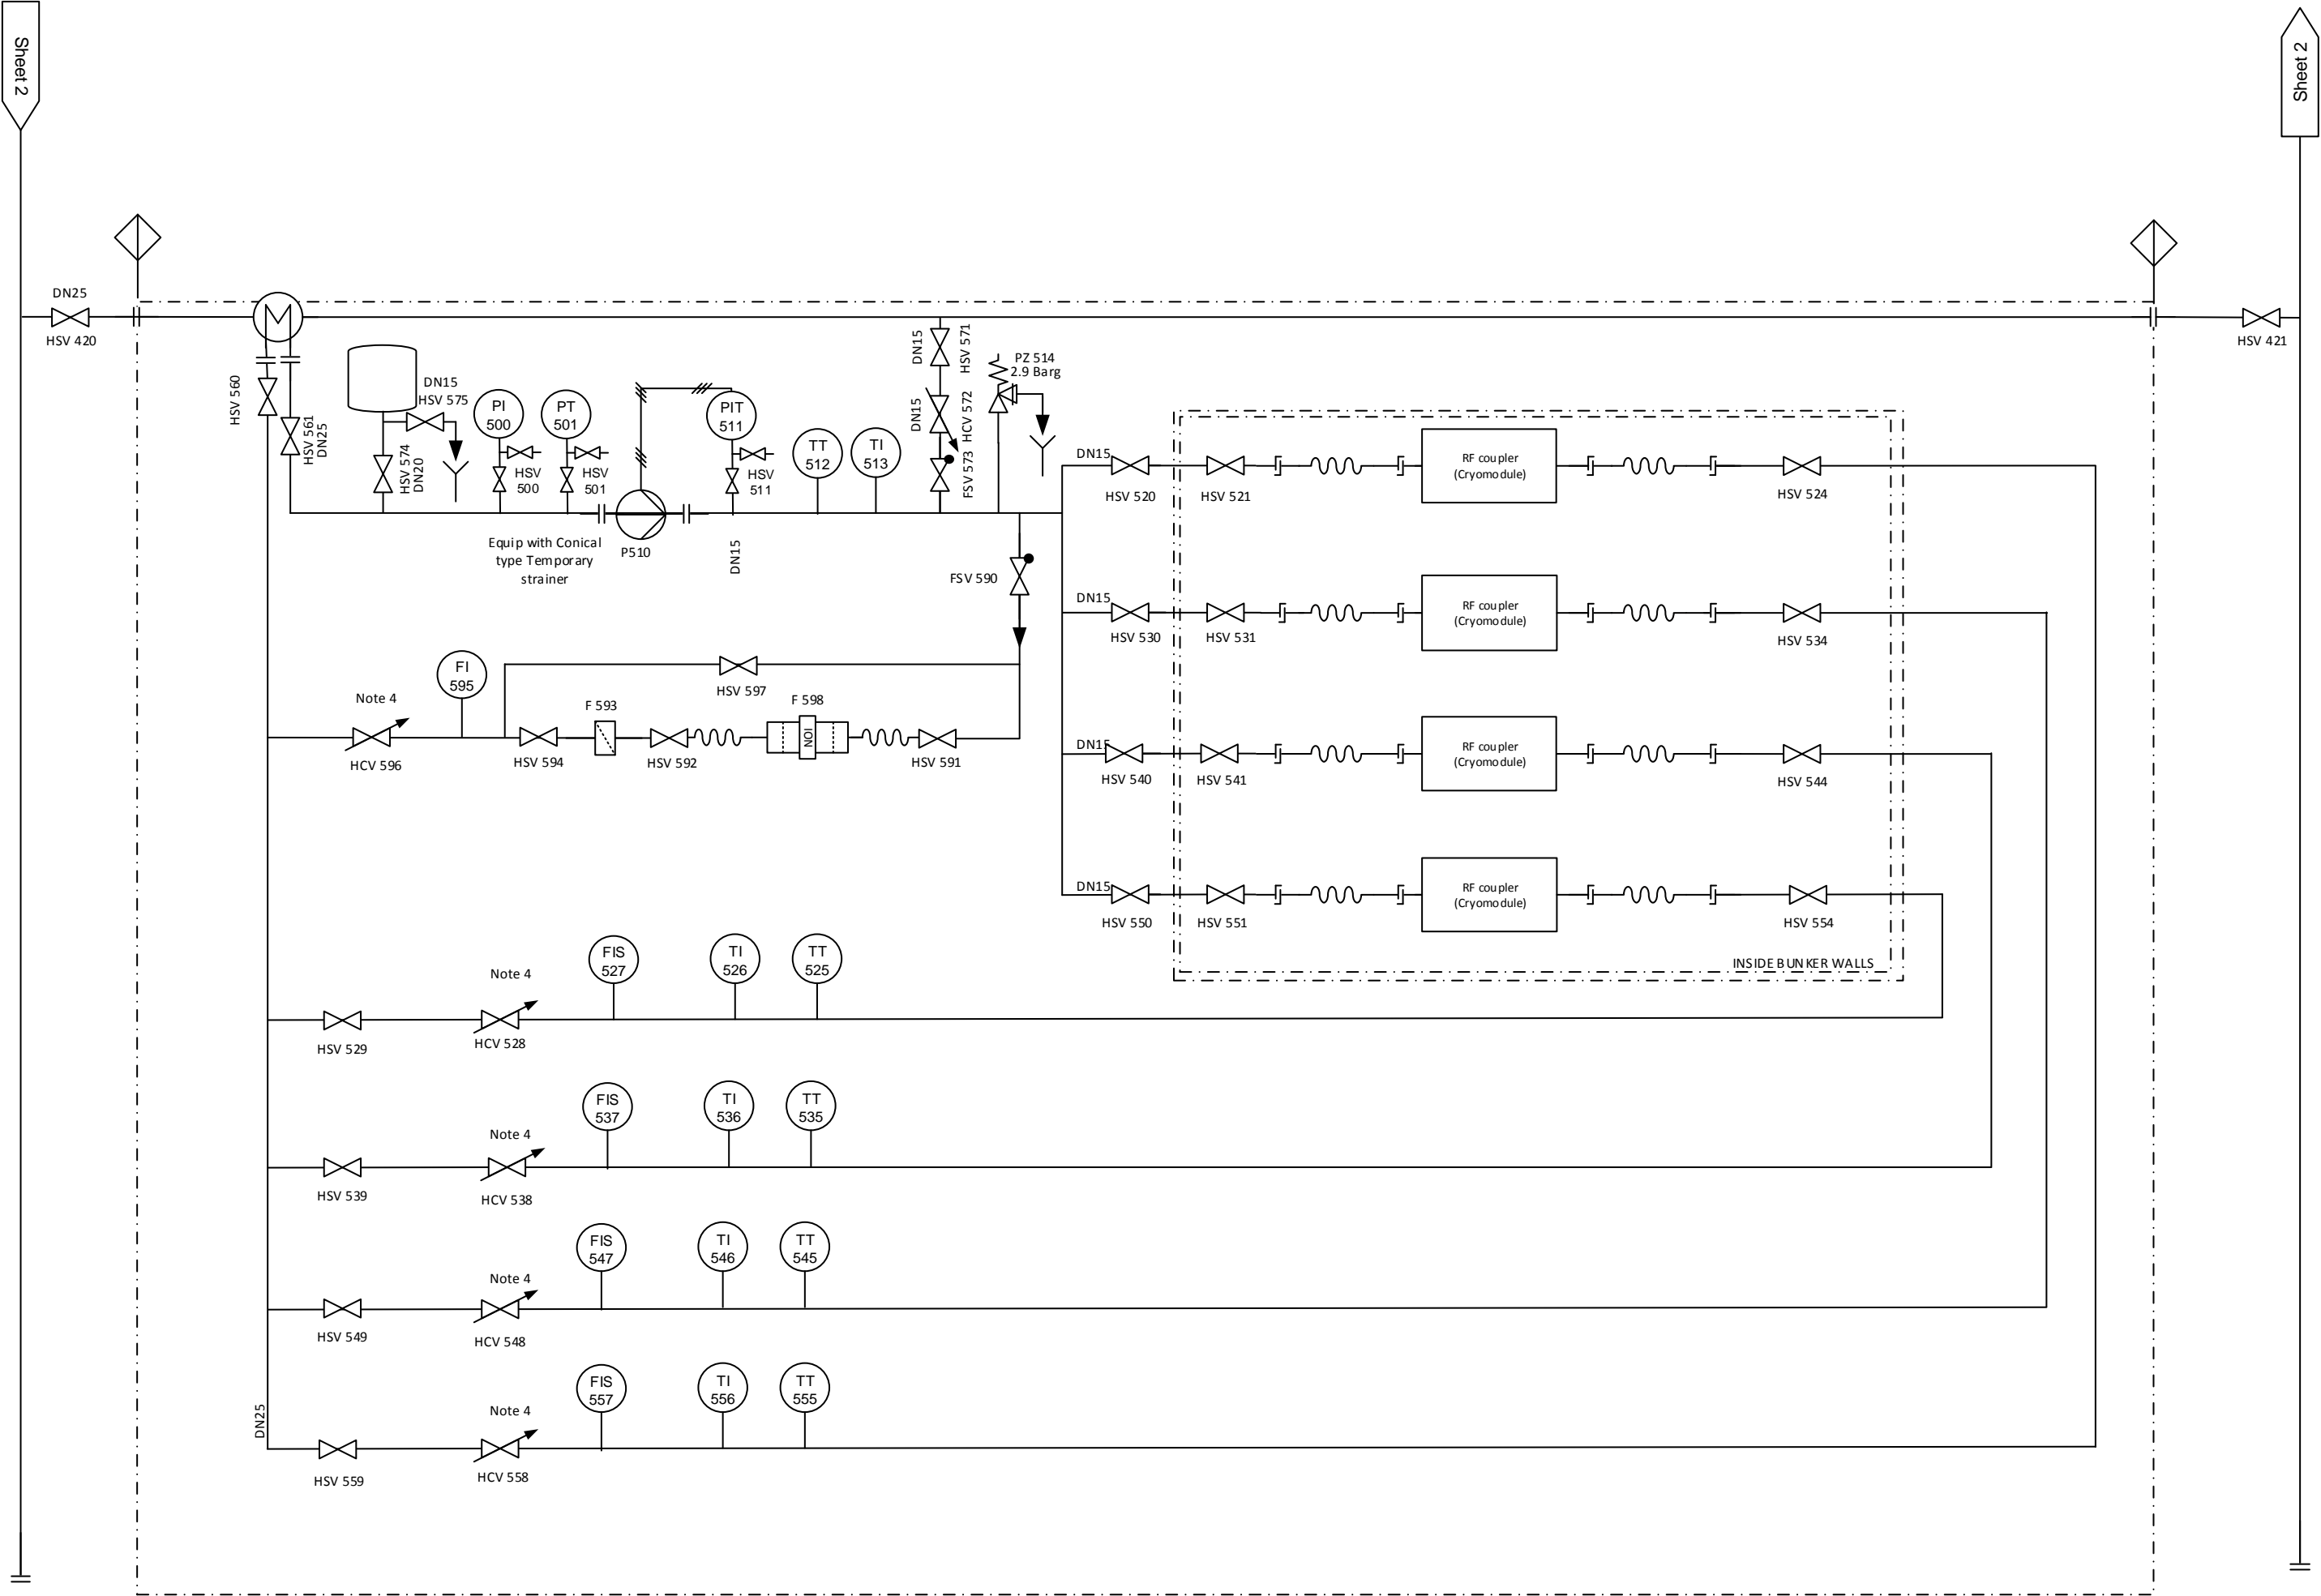 Sheet 2
Sheet 2
DN25
HSV 420
HSV 421
HSV 560
HSV 561
DN25
DN15
HSV 575
HSV 574
DN20
PI
500
HSV
500
PT
501
HSV
501
PIT
511
HSV
511
TT
512
TI
513
DN15
HSV 571
DN15
HCV 572
FSV 573
PZ 514
2.9 Barg
Equip with Conical
type Temporary
strainer
P510
DN15
FSV 590
DN15
HSV 520
HSV 521
RF coupler
(Cryomodule)
HSV 524
DN15
HSV 530
HSV 531
RF coupler
(Cryomodule)
HSV 534
DN15
HSV 540
HSV 541
RF coupler
(Cryomodule)
HSV 544
DN15
HSV 550
HSV 551
RF coupler
(Cryomodule)
HSV 554
INSIDE BUNKER WALLS
FI
595
Note 4
HCV 596
HSV 597
HSV 594
F 593
HSV 592
F 598
ION
HSV 591
FIS
527
TI
526
TT
525
Note 4
HSV 529
HCV 528
FIS
537
TI
536
TT
535
Note 4
HSV 539
HCV 538
FIS
547
TI
546
TT
545
Note 4
HSV 549
HCV 548
FIS
557
TI
556
TT
555
Note 4
DN25
HSV 559
HCV 558